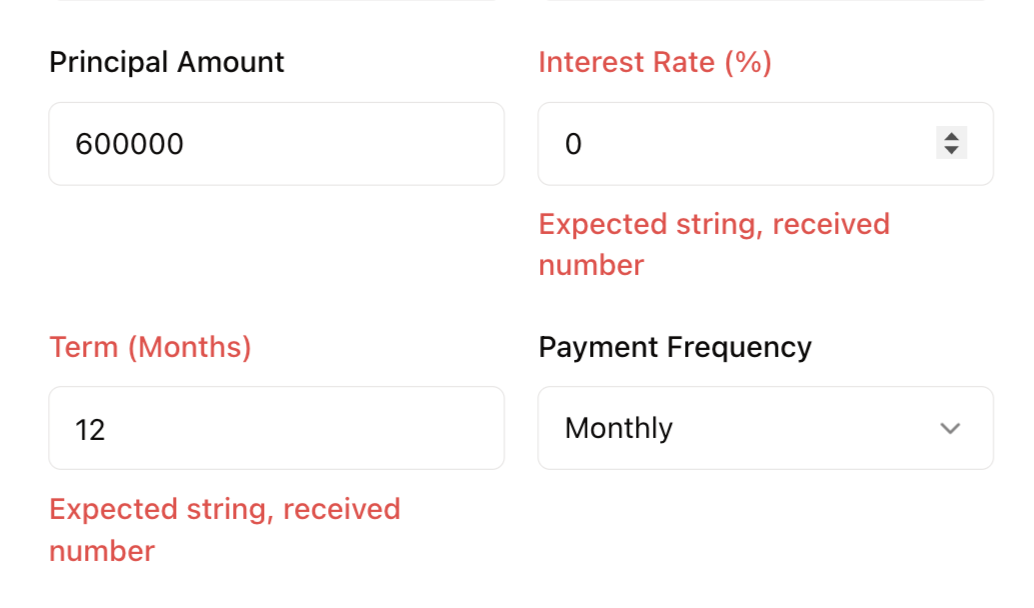 Principal Amount
Interest Rate (%)
600000
0
Expected string, received
number
Term (Months)
Payment Frequency
12
Monthly
Expected string, received
number